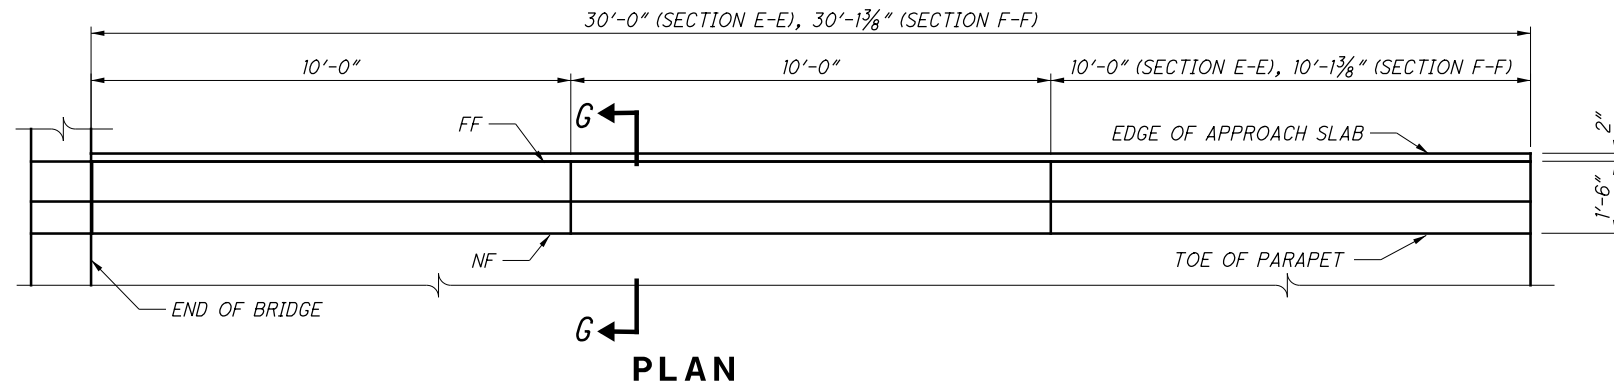 30'-0" (SECTION E-E), 30'-1⅜" (SECTION F-F)
10'-0"
10'-0"
10'-0" (SECTION E-E), 10'-1⅜" (SECTION F-F)
FF
G
EDGE OF APPROACH SLAB
2"
1'-6"
NF
TOE OF PARAPET
END OF BRIDGE
G
PLAN